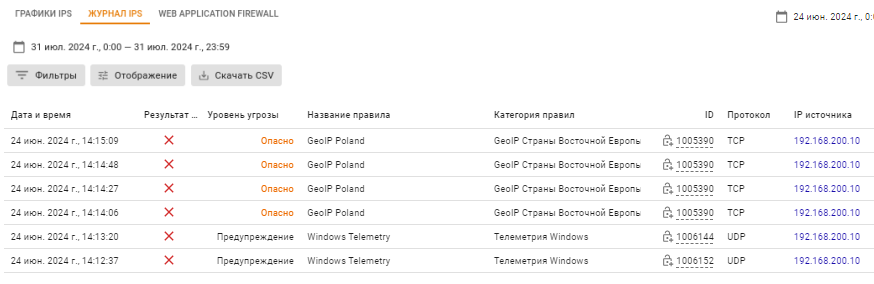 ГРАФИКИ IPS ЖУРНАЛ IPS WEB APPLICATION FIREWALL
24 июн. 2024 г., 0:
31 июл. 2024 г., 0:00 — 31 июл. 2024 г., 23:59
Фильтры Отображение Скачать CSV
Дата и время Результат ... Уровень угрозы Название правила Категория правил ID Протокол IP источника
24 июн. 2024 г., 14:15:09 Опасно GeoIP Poland GeoIP Страны Восточной Европы 1005390 TCP 192.168.200.10
24 июн. 2024 г., 14:14:48 Опасно GeoIP Poland GeoIP Страны Восточной Европы 1005390 TCP 192.168.200.10
24 июн. 2024 г., 14:14:27 Опасно GeoIP Poland GeoIP Страны Восточной Европы 1005390 TCP 192.168.200.10
24 июн. 2024 г., 14:14:06 Опасно GeoIP Poland GeoIP Страны Восточной Европы 1005390 TCP 192.168.200.10
24 июн. 2024 г., 14:13:20 Предупреждение Windows Telemetry Телеметрия Windows 1006144 UDP 192.168.200.10
24 июн. 2024 г., 14:12:37 Предупреждение Windows Telemetry Телеметрия Windows 1006152 UDP 192.168.200.10